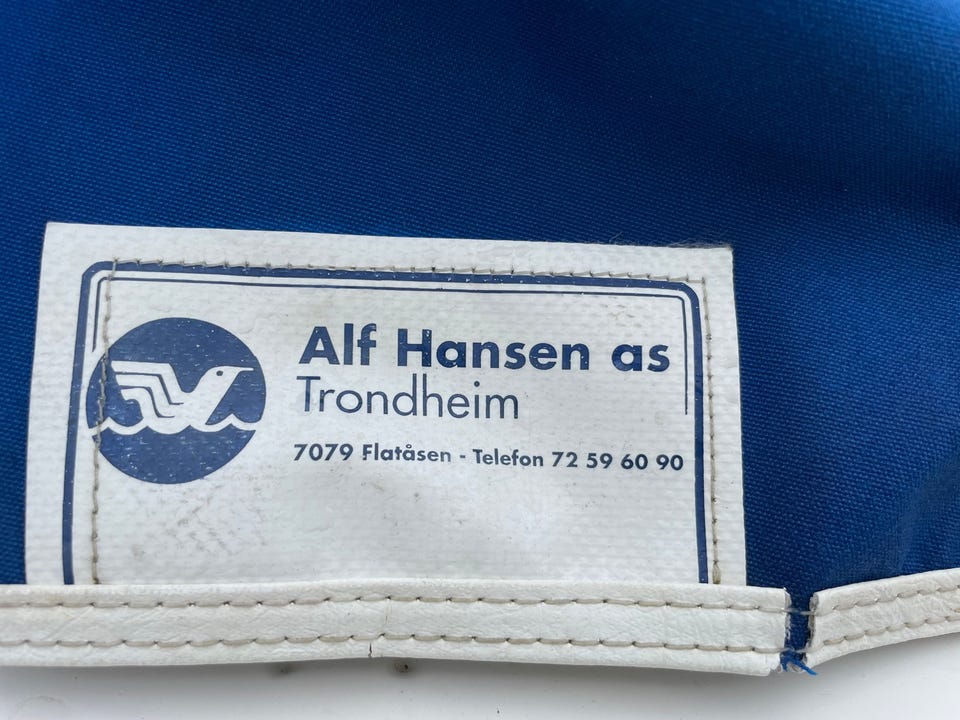 Alf Hansen as
Trondheim
7079 Flatåsen - Telefon 72 59 60 90